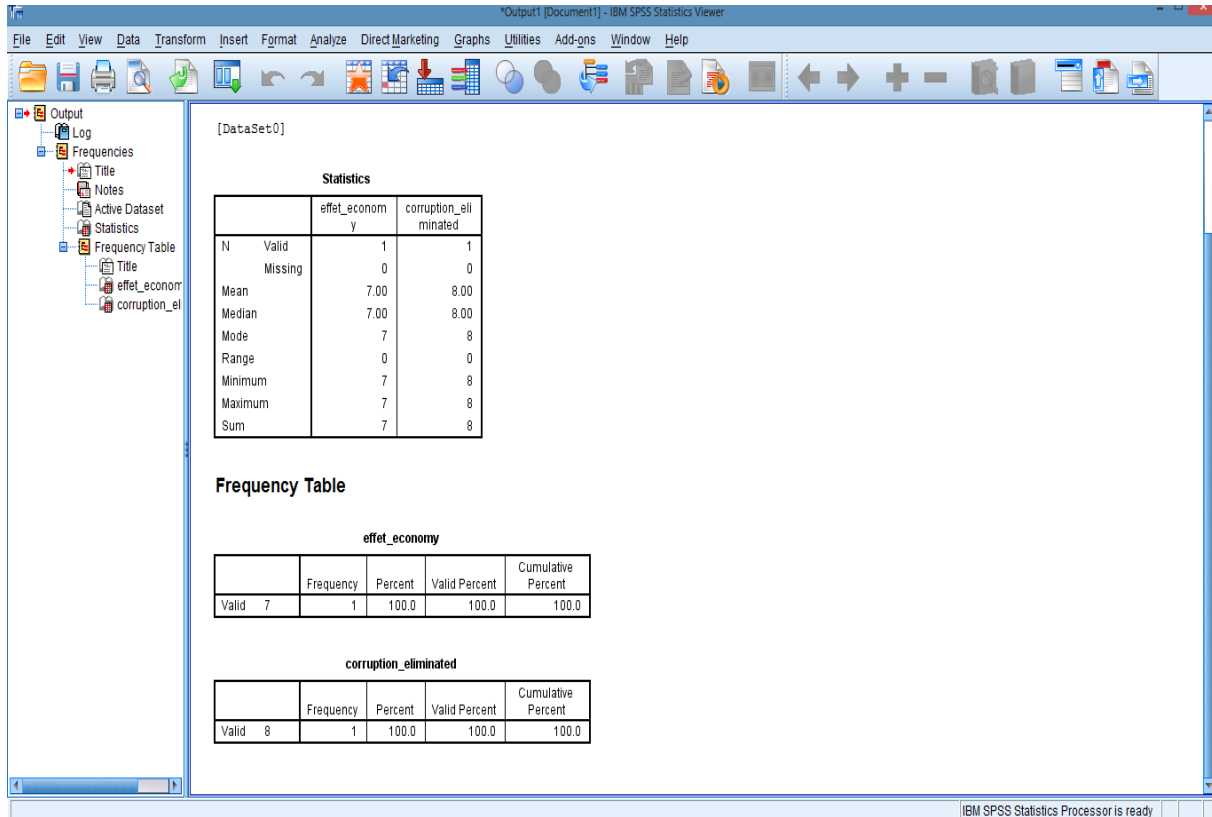 *Output1 [Document1] - IBM SPSS Statistics Viewer
File Edit View Data Transform Insert Format Analyze Direct Marketing Graphs Utilities Add-ons Window Help
Output
Log
Frequencies
Title
Notes
Active Dataset
Statistics
Frequency Table
Title
effet_econom
corruption_el
[DataSet0]
Statistics
effet_econom corruption_eli
y minated
N Valid 1 1
Missing 0 0
Mean 7.00 8.00
Median 7.00 8.00
Mode 7 8
Range 0 0
Minimum 7 8
Maximum 7 8
Sum 7 8
Frequency Table
effet_economy
Cumulative
Frequency Percent Valid Percent Percent
Valid 7 1 100.0 100.0 100.0
corruption_eliminated
Cumulative
Frequency Percent Valid Percent Percent
Valid 8 1 100.0 100.0 100.0
IBM SPSS Statistics Processor is ready